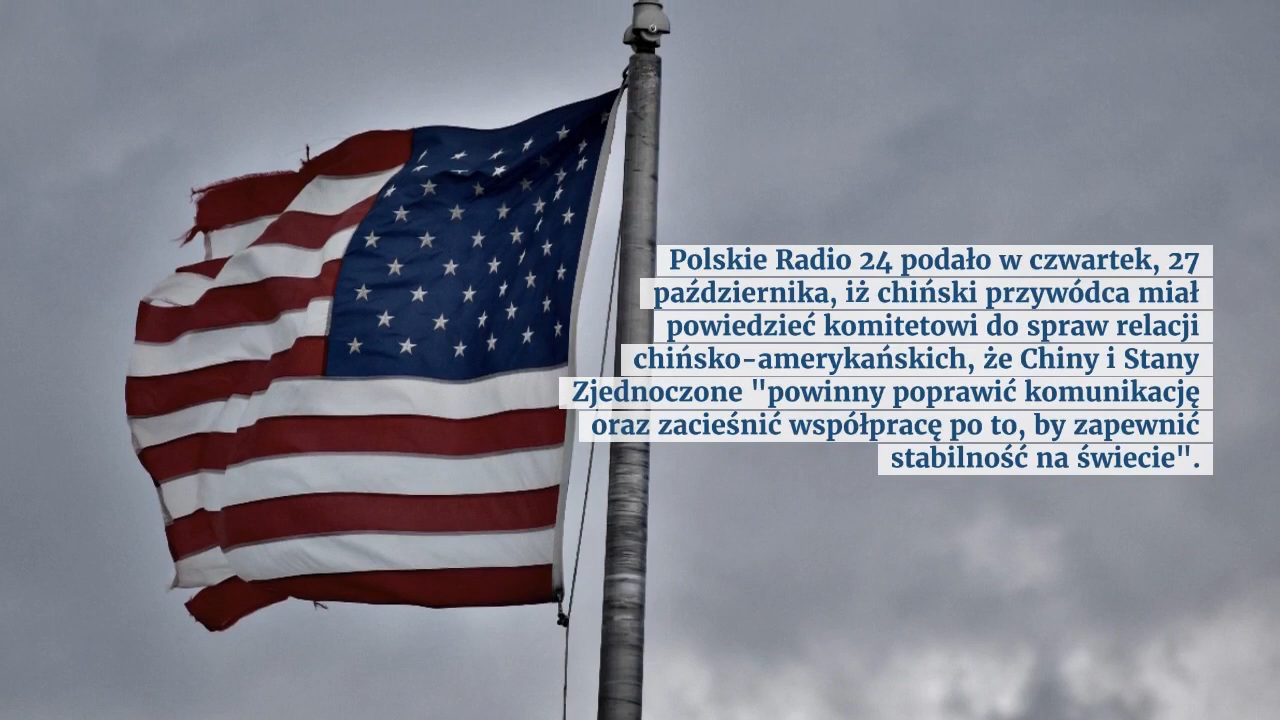 Polskie Radio 24 podało w czwartek, 27
października, iż chiński przywódca miał
powiedzieć komitetowi do spraw relacji
chińsko-amerykańskich, że Chiny i Stany
Zjednoczone "powinny poprawić komunikację
oraz zacieśnić współpracę po to, by zapewnić
stabilność na świecie".